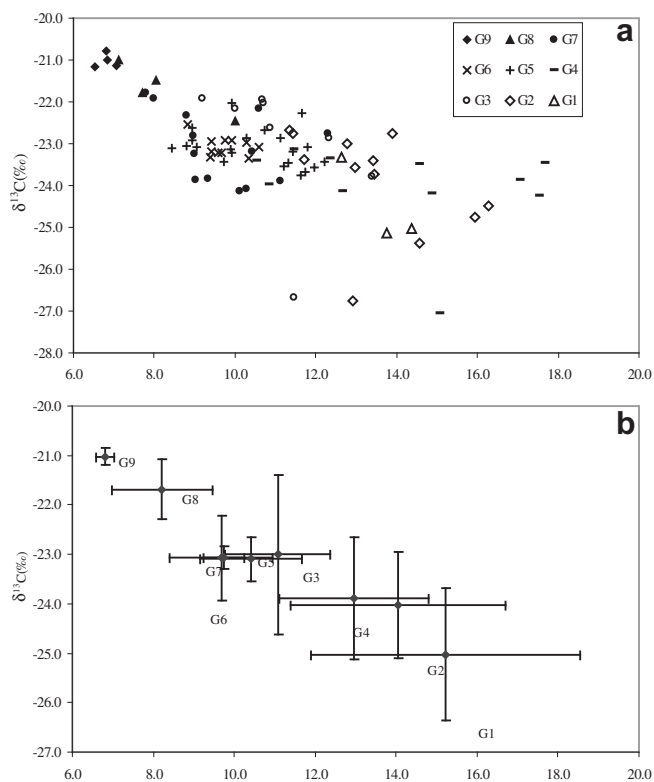 a
-20.0
-21.0
-22.0
-23.0
-24.0
-25.0
-26.0
-27.0
-28.0
δ¹³C(‰)
G9 G8 G7
G6 G5 G4
G3 G2 G1
6.0 8.0 10.0 12.0 14.0 16.0 18.0 20.0
b
-20.0
-21.0
-22.0
-23.0
-24.0
-25.0
-26.0
-27.0
δ¹³C(‰)
G9
G8
G7
G5
G3
G6
G4
G2
G1
6.0 8.0 10.0 12.0 14.0 16.0 18.0 20.0